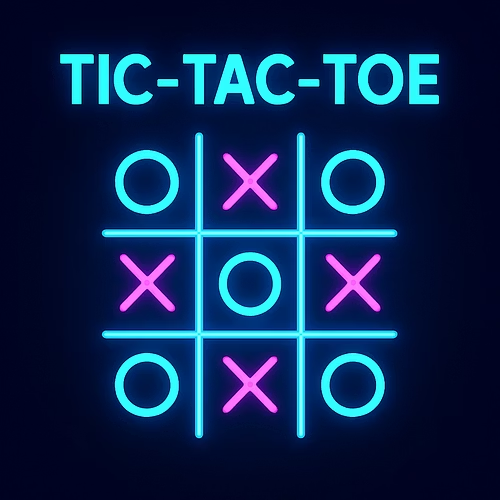 TIC-TAC-TOE
O X O
X O X
O X O